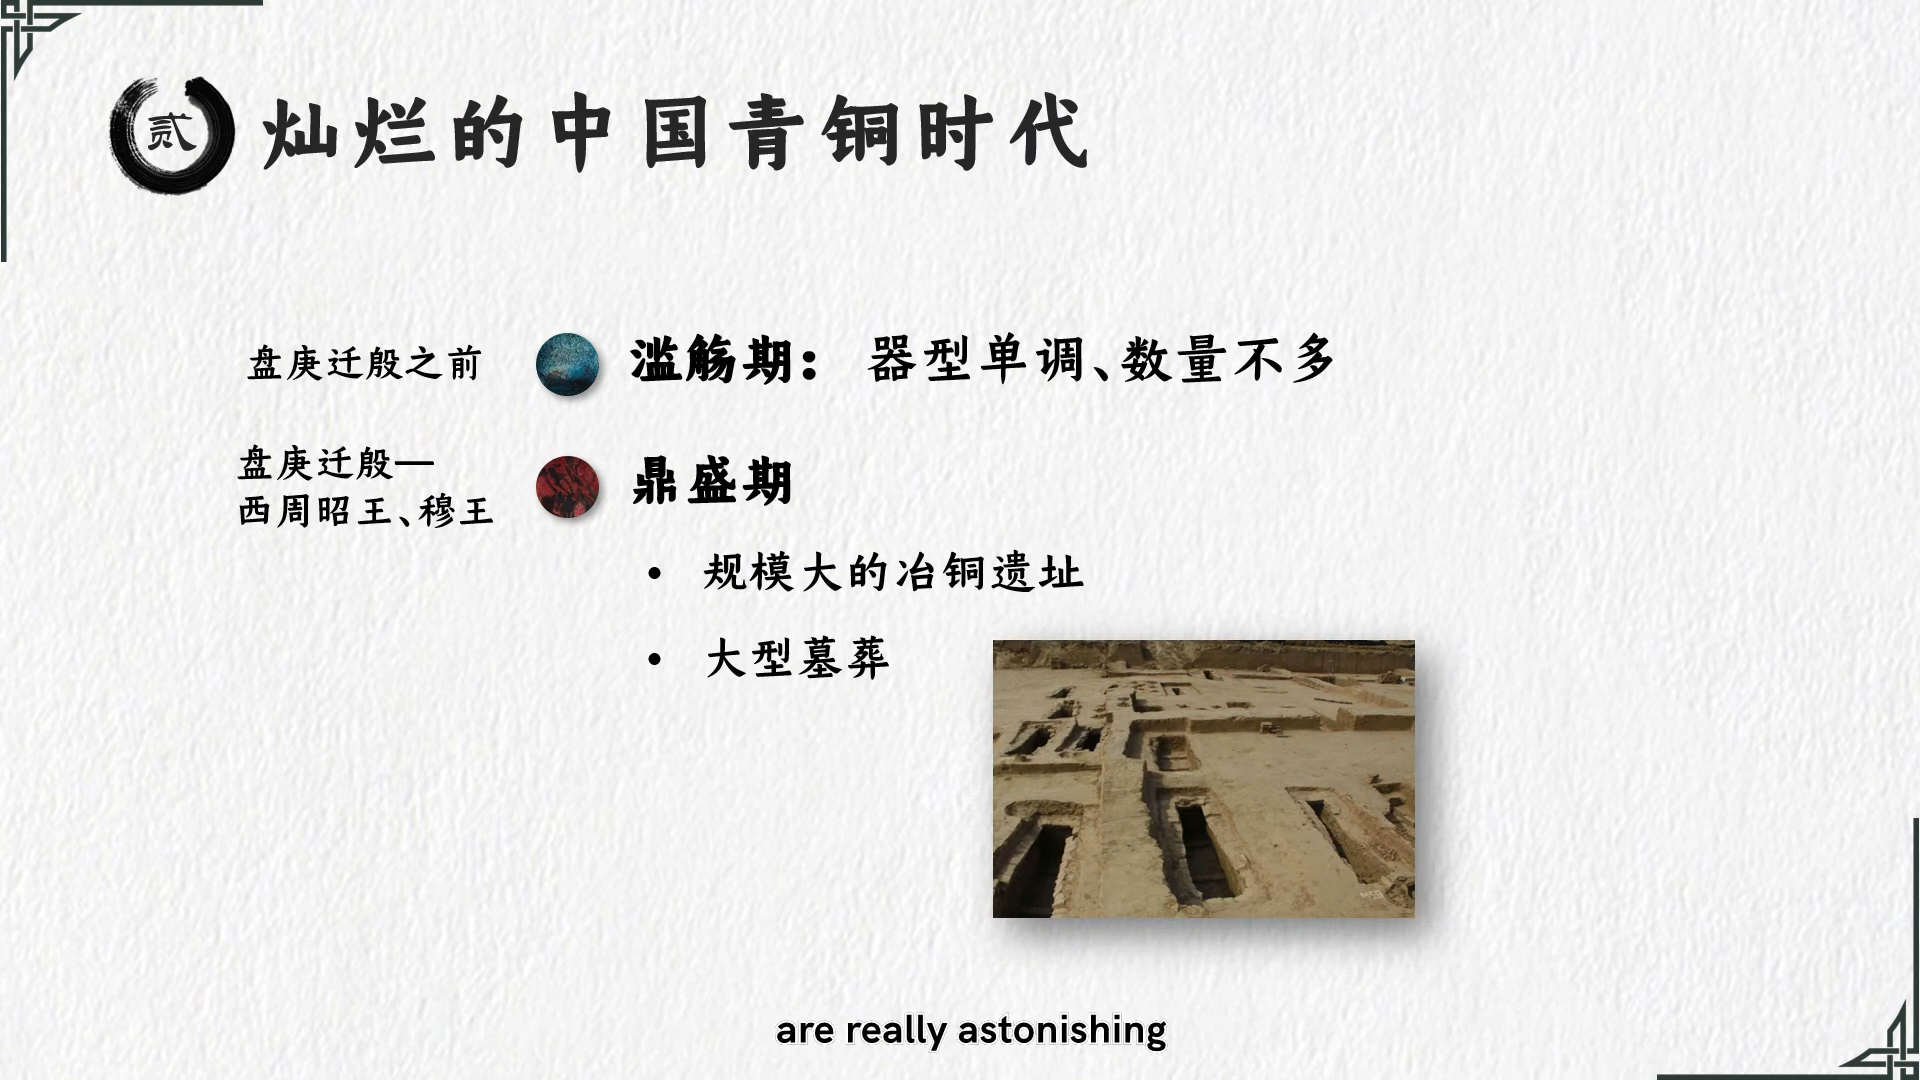 贰
灿烂的中国青铜时代
盘庚迁殷之前
滥觞期： 器型单调、数量不多
盘庚迁殷—
西周昭王、穆王
鼎盛期
• 规模大的冶铜遗址
• 大型墓葬
are really astonishing